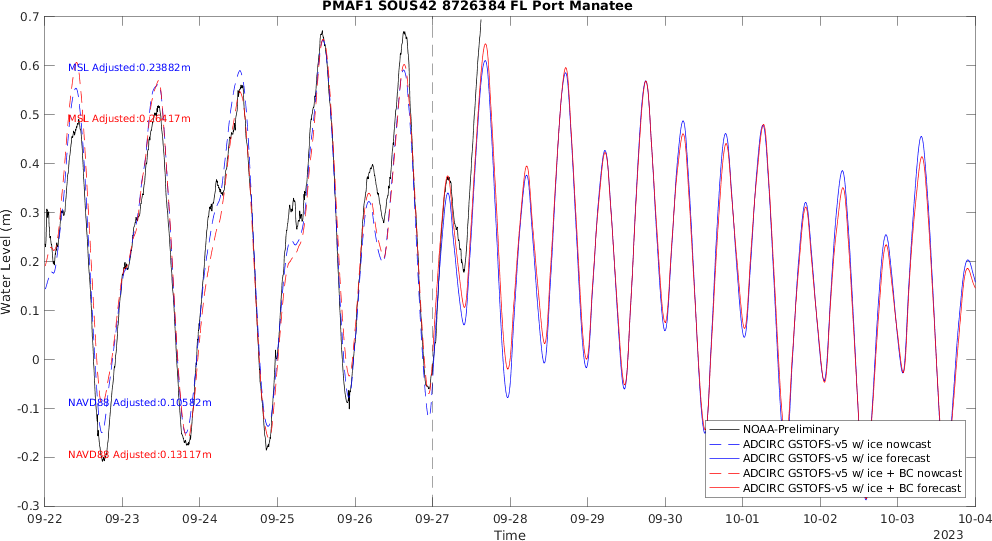 PMAF1 SOUS42 8726384 FL Port Manatee
0.7
0.6
0.5
0.4
0.3
0.2
0.1
0
-0.1
-0.2
-0.3
Water Level (m)
MSL Adjusted:0.23882m
MSL Adjusted:0.26417m
NAVD88 Adjusted:0.10582m
NAVD88 Adjusted:0.13117m
NOAA-Preliminary
ADCIRC GSTOFS-v5 w/ ice nowcast
ADCIRC GSTOFS-v5 w/ ice forecast
ADCIRC GSTOFS-v5 w/ ice + BC nowcast
ADCIRC GSTOFS-v5 w/ ice + BC forecast
09-22 09-23 09-24 09-25 09-26 09-27 09-28 09-29 09-30 10-01 10-02 10-03 10-04
Time
2023